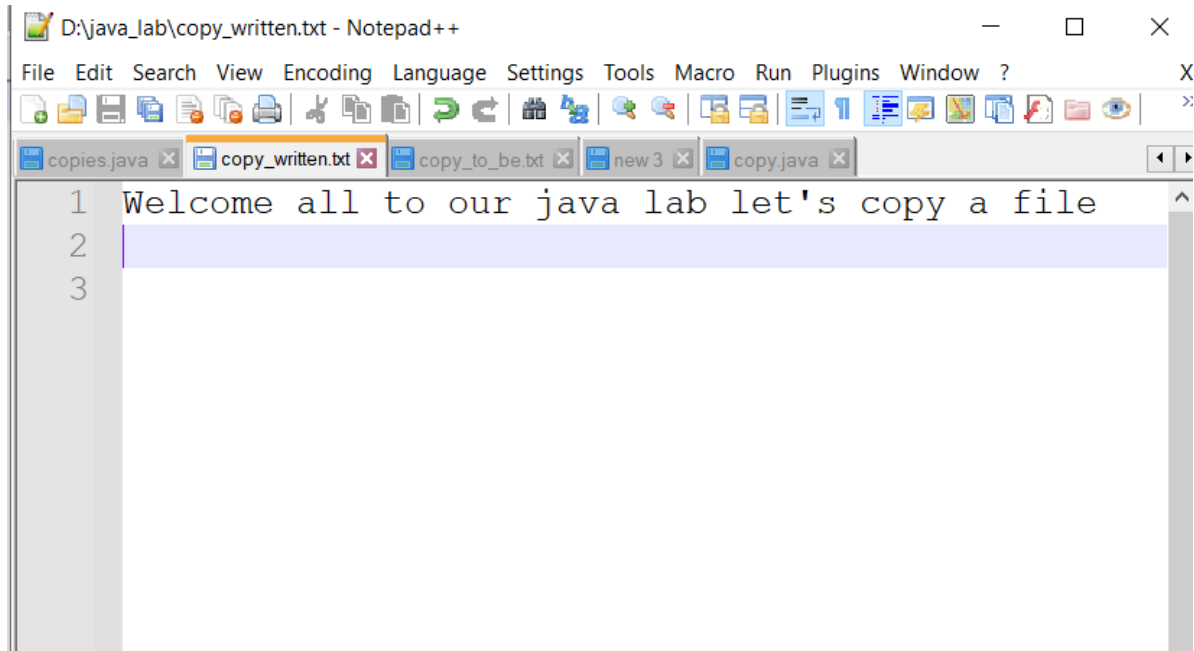 D:\java_lab\copy_written.txt - Notepad++
File Edit Search View Encoding Language Settings Tools Macro Run Plugins Window ? X
copies.java copy_written.txt copy_to_be.txt new 3 copy.java
1 Welcome all to our java lab let's copy a file
2
3